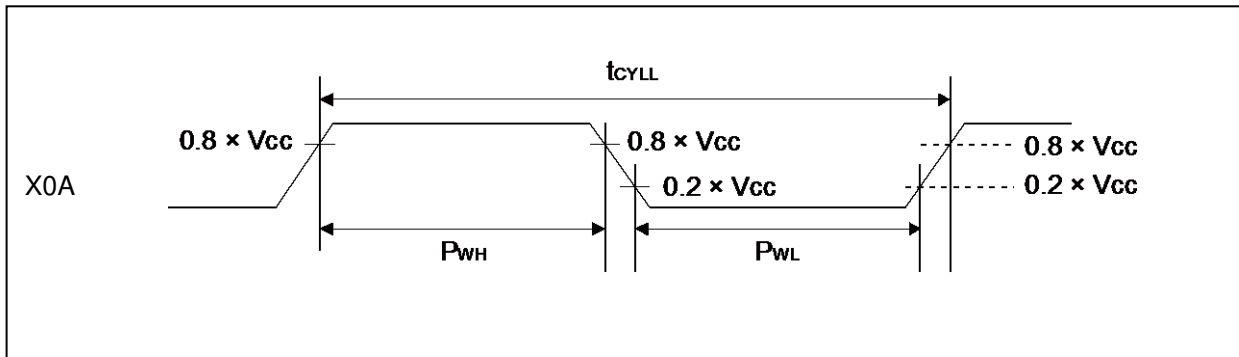 tCYLL
0.8 × Vcc
0.8 × Vcc
0.8 × Vcc
X0A
0.2 × Vcc
0.2 × Vcc
PWH
PWL